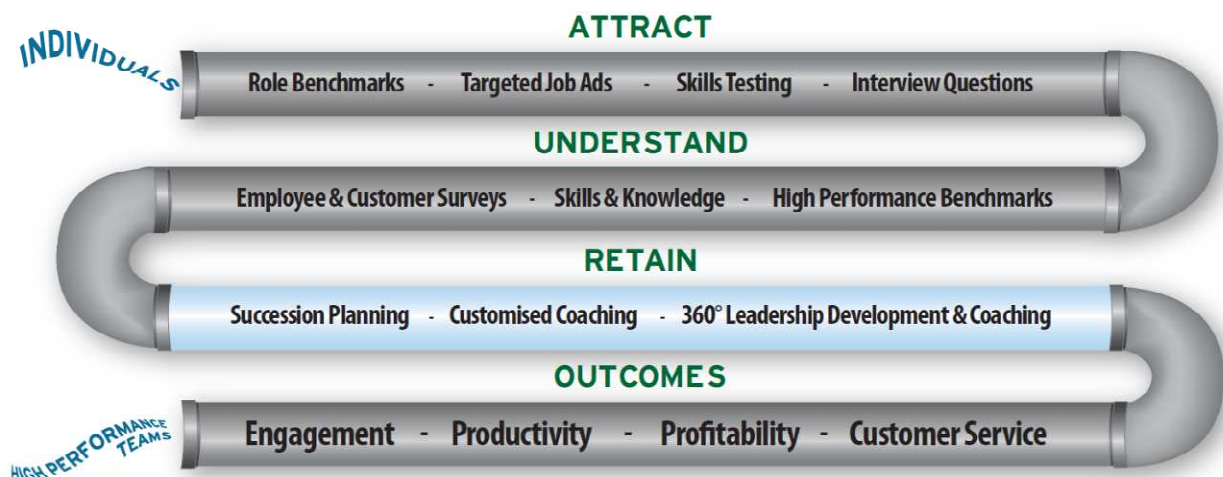 ATTRACT
INDIVIDUALS
Role Benchmarks - Targeted Job Ads - Skills Testing - Interview Questions
UNDERSTAND
Employee & Customer Surveys - Skills & Knowledge - High Performance Benchmarks
RETAIN
Succession Planning - Customised Coaching - 360° Leadership Development & Coaching
OUTCOMES
Engagement - Productivity - Profitability - Customer Service
HIGH PERFORMANCE
TEAMS